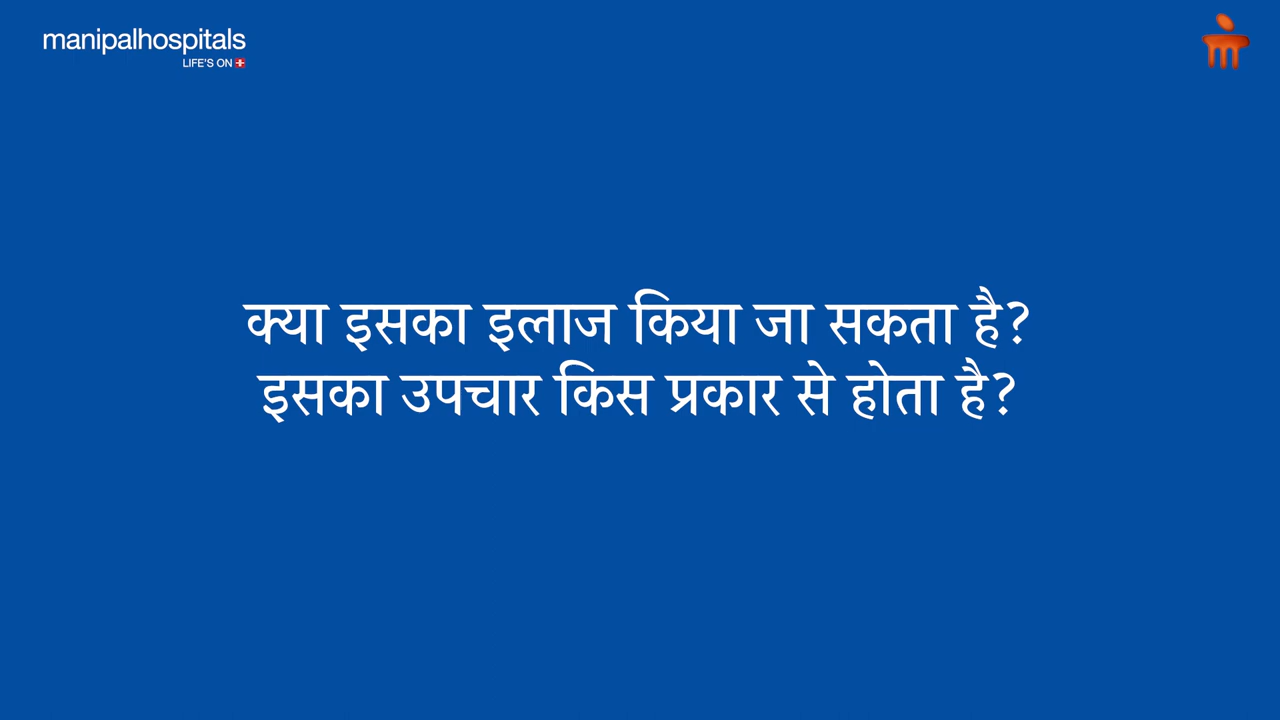 manipalhospitals
LIFE'S ON
क्या इसका इलाज किया जा सकता है?
इसका उपचार किस प्रकार से होता है?